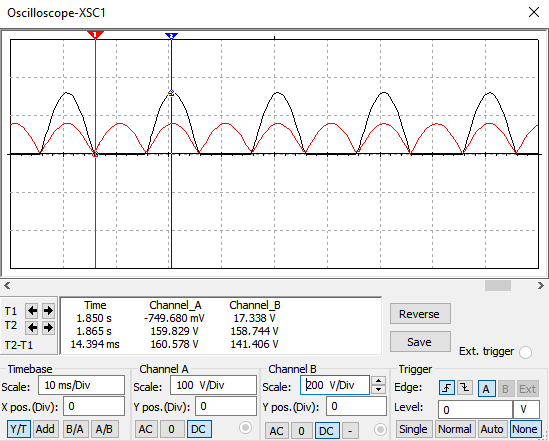 Oscilloscope-XSC1
1 2
T1
T2
T2-T1
Time Channel_A Channel_B
1.850 s -749.680 mV 17.338 V
1.865 s 159.829 V 158.744 V
14.394 ms 160.578 V 141.406 V
Reverse
Save
Ext. trigger
Timebase
Scale: 10 ms/Div
X pos.(Div): 0
Y/T Add B/A A/B
Channel A
Scale: 100 V/Div
Y pos.(Div): 0
AC 0 DC
Channel B
Scale: 200 V/Div
Y pos.(Div): 0
AC 0 DC -
Trigger
Edge: A B Ext
Level: 0 V
Single Normal Auto None